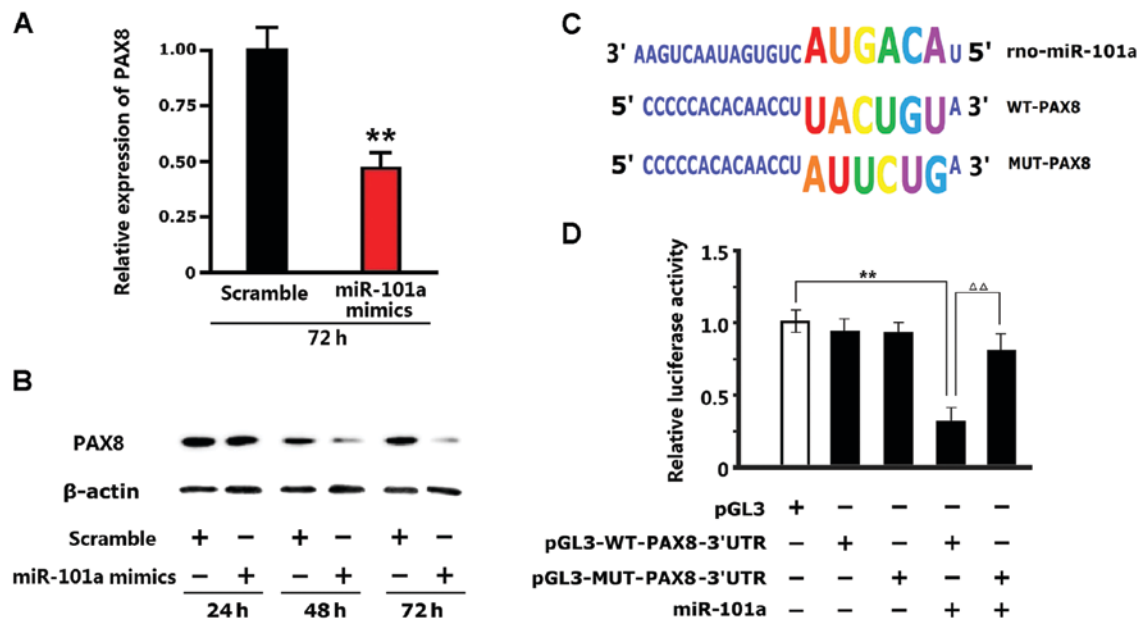 A
Relative expression of PAX8
1.00
0.75
0.50
0.25
0
**
Scramble
miR-101a
mimics
72 h
B
PAX8
β-actin
Scramble + − + − + −
miR-101a mimics − + − + − +
24 h 48 h 72 h
C
3' AAGUCAAUAGUGUCAUGACAU 5' rno-miR-101a
5' CCCCCACACAACCUUACUGUA 3' WT-PAX8
5' CCCCCACACAACCUAUUCUGA 3' MUT-PAX8
D
Relative luciferase activity
1.5
1.0
0.5
0
**
ΔΔ
pGL3 + − − − −
pGL3-WT-PAX8-3'UTR − + − + −
pGL3-MUT-PAX8-3'UTR − − + − +
miR-101a − − − + +